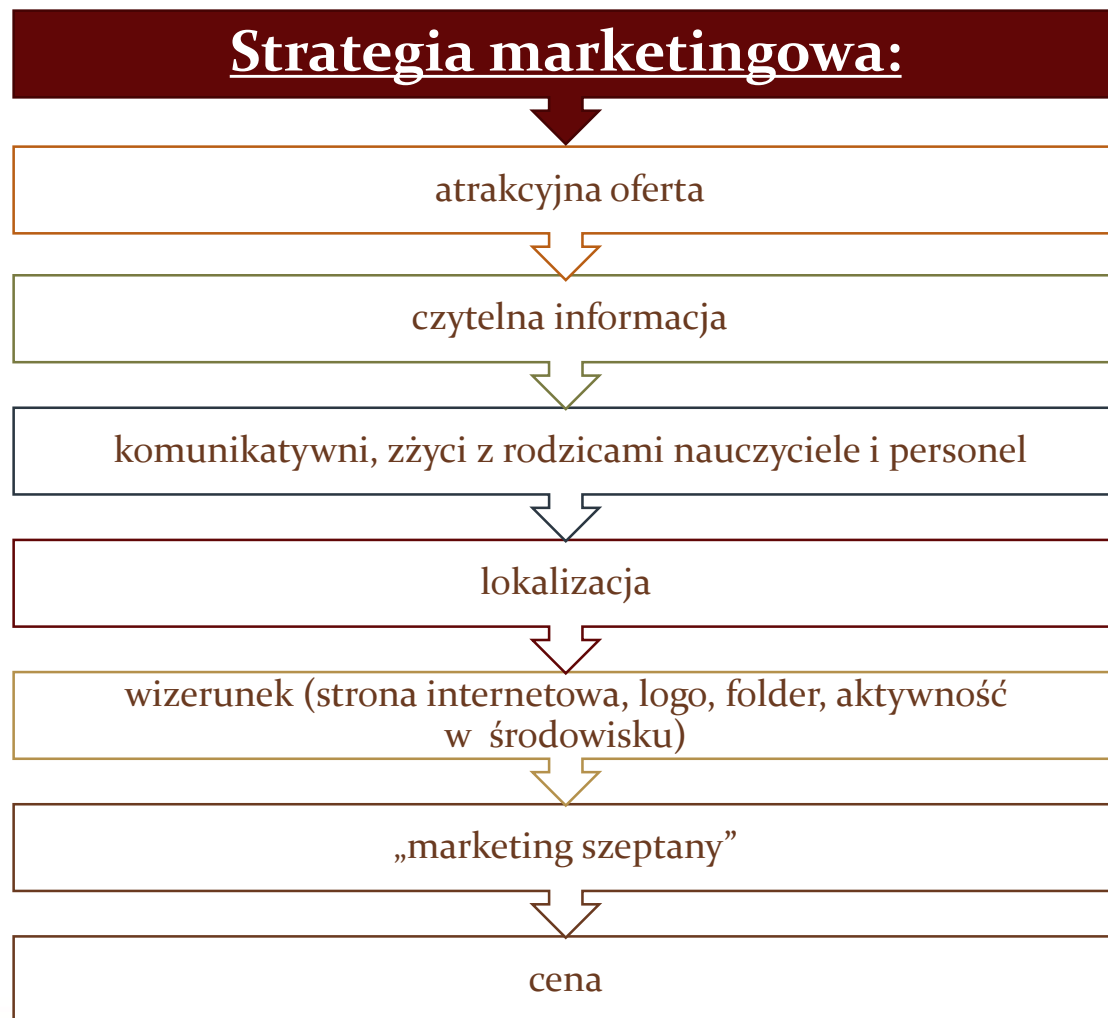 Strategia marketingowa:
atrakcyjna oferta
czytelna informacja
komunikatywni, zżyci z rodzicami nauczyciele i personel
lokalizacja
wizerunek (strona internetowa, logo, folder, aktywność
w środowisku)
„marketing szeptany”
cena